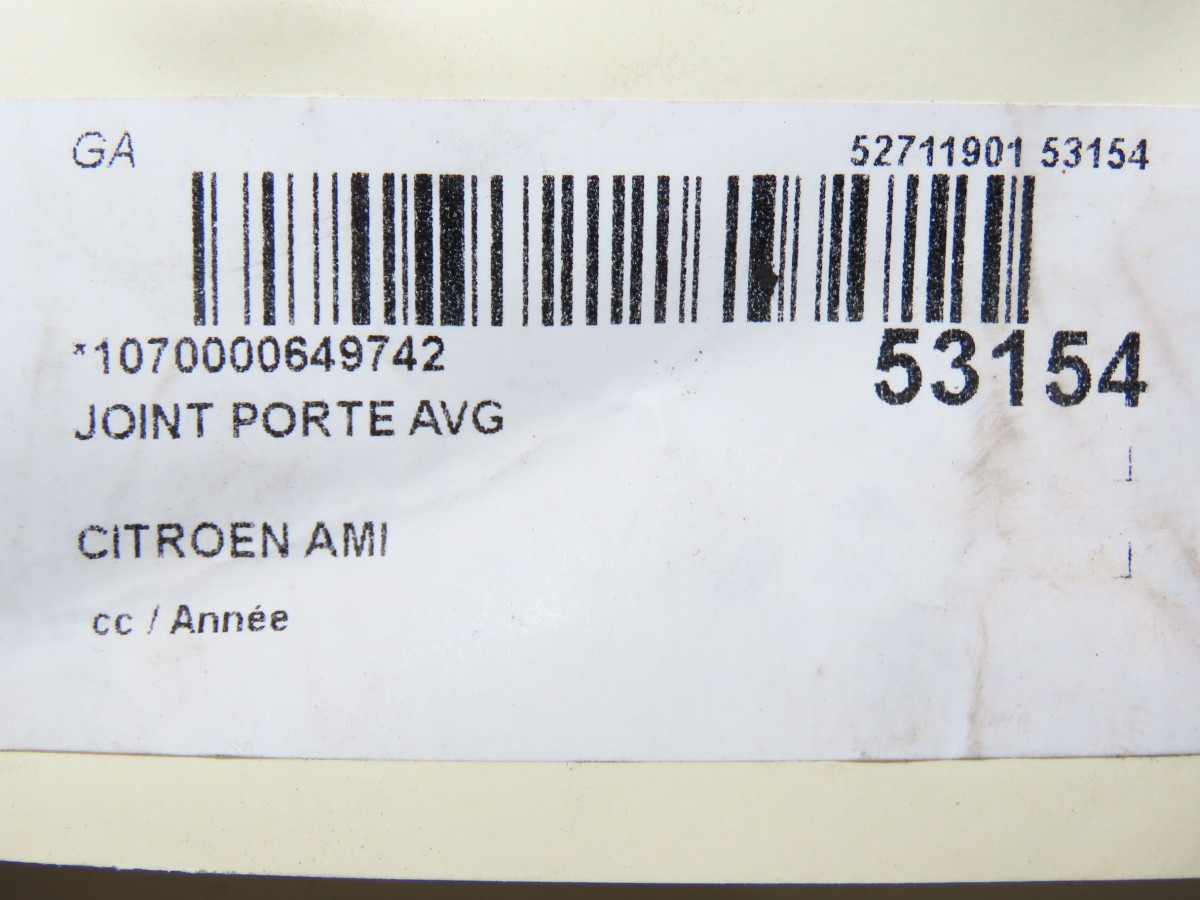 GA
52711901 53154
*1070000649742
53154
JOINT PORTE AVG
CITROEN AMI
cc / Année